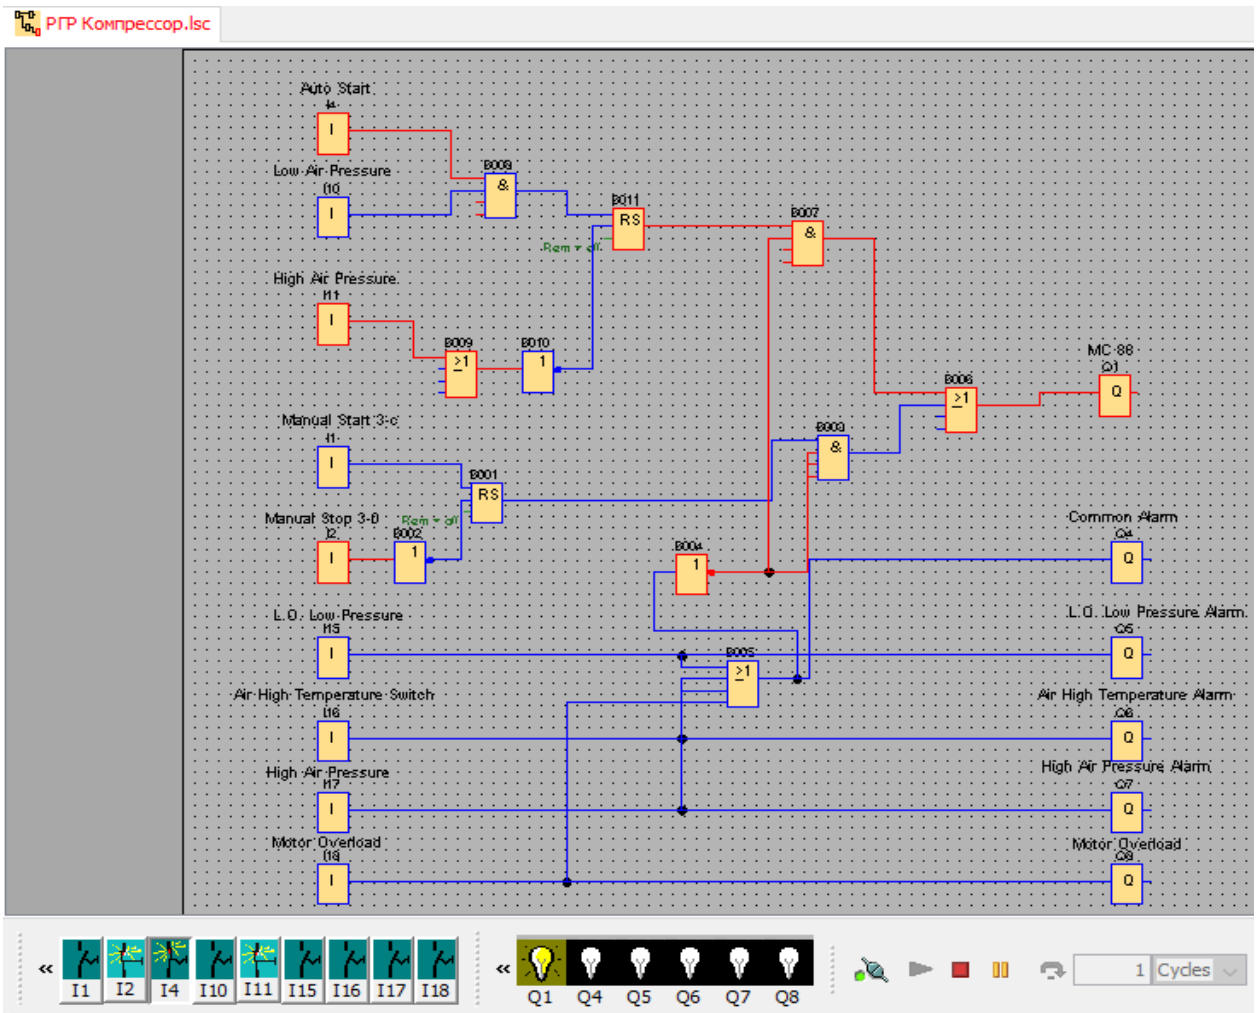 РГР Компрессор.lsc
Auto Start
I4
I
Low Air Pressure
I10
I
B008
&
B011
RS
Rem = off
B007
&
High Air Pressure
I11
I
B009
≥1
B010
1
MC-88
Q1
Q
B006
≥1
Manual Start 3-c
I1
I
B003
&
B001
RS
Manual Stop 3-0
Rem = off
I2
I
B002
1
B004
1
Common Alarm
Q4
Q
L.O. Low Pressure
I15
I
L.O. Low Pressure Alarm
Q5
Q
B005
≥1
Air High Temperature Switch
I16
I
Air High Temperature Alarm
Q6
Q
High Air Pressure
I17
I
High Air Pressure Alarm
Q7
Q
Motor Overload
I18
I
Motor Overload
Q8
Q
« I1 I2 I4 I10 I11 I15 I16 I17 I18 « Q1 Q4 Q5 Q6 Q7 Q8 1 Cycles